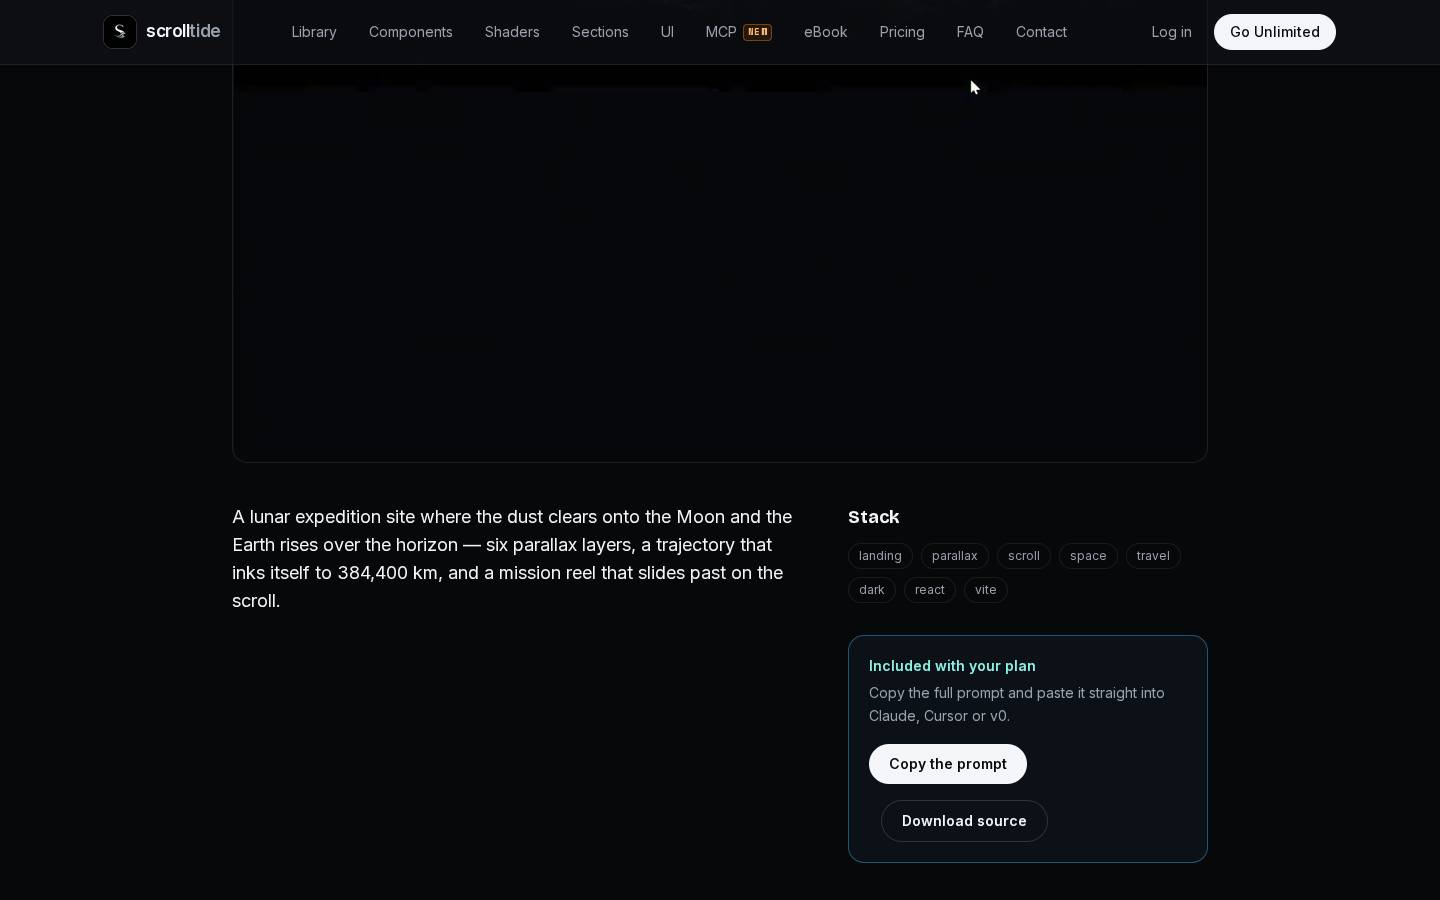 scrolltide
Library
Components
Shaders
Sections
UI
MCP NEW
eBook
Pricing
FAQ
Contact
Log in
Go Unlimited
A lunar expedition site where the dust clears onto the Moon and the
Earth rises over the horizon — six parallax layers, a trajectory that
inks itself to 384,400 km, and a mission reel that slides past on the
scroll.
Stack
landing
parallax
scroll
space
travel
dark
react
vite
Included with your plan
Copy the full prompt and paste it straight into
Claude, Cursor or v0.
Copy the prompt
Download source